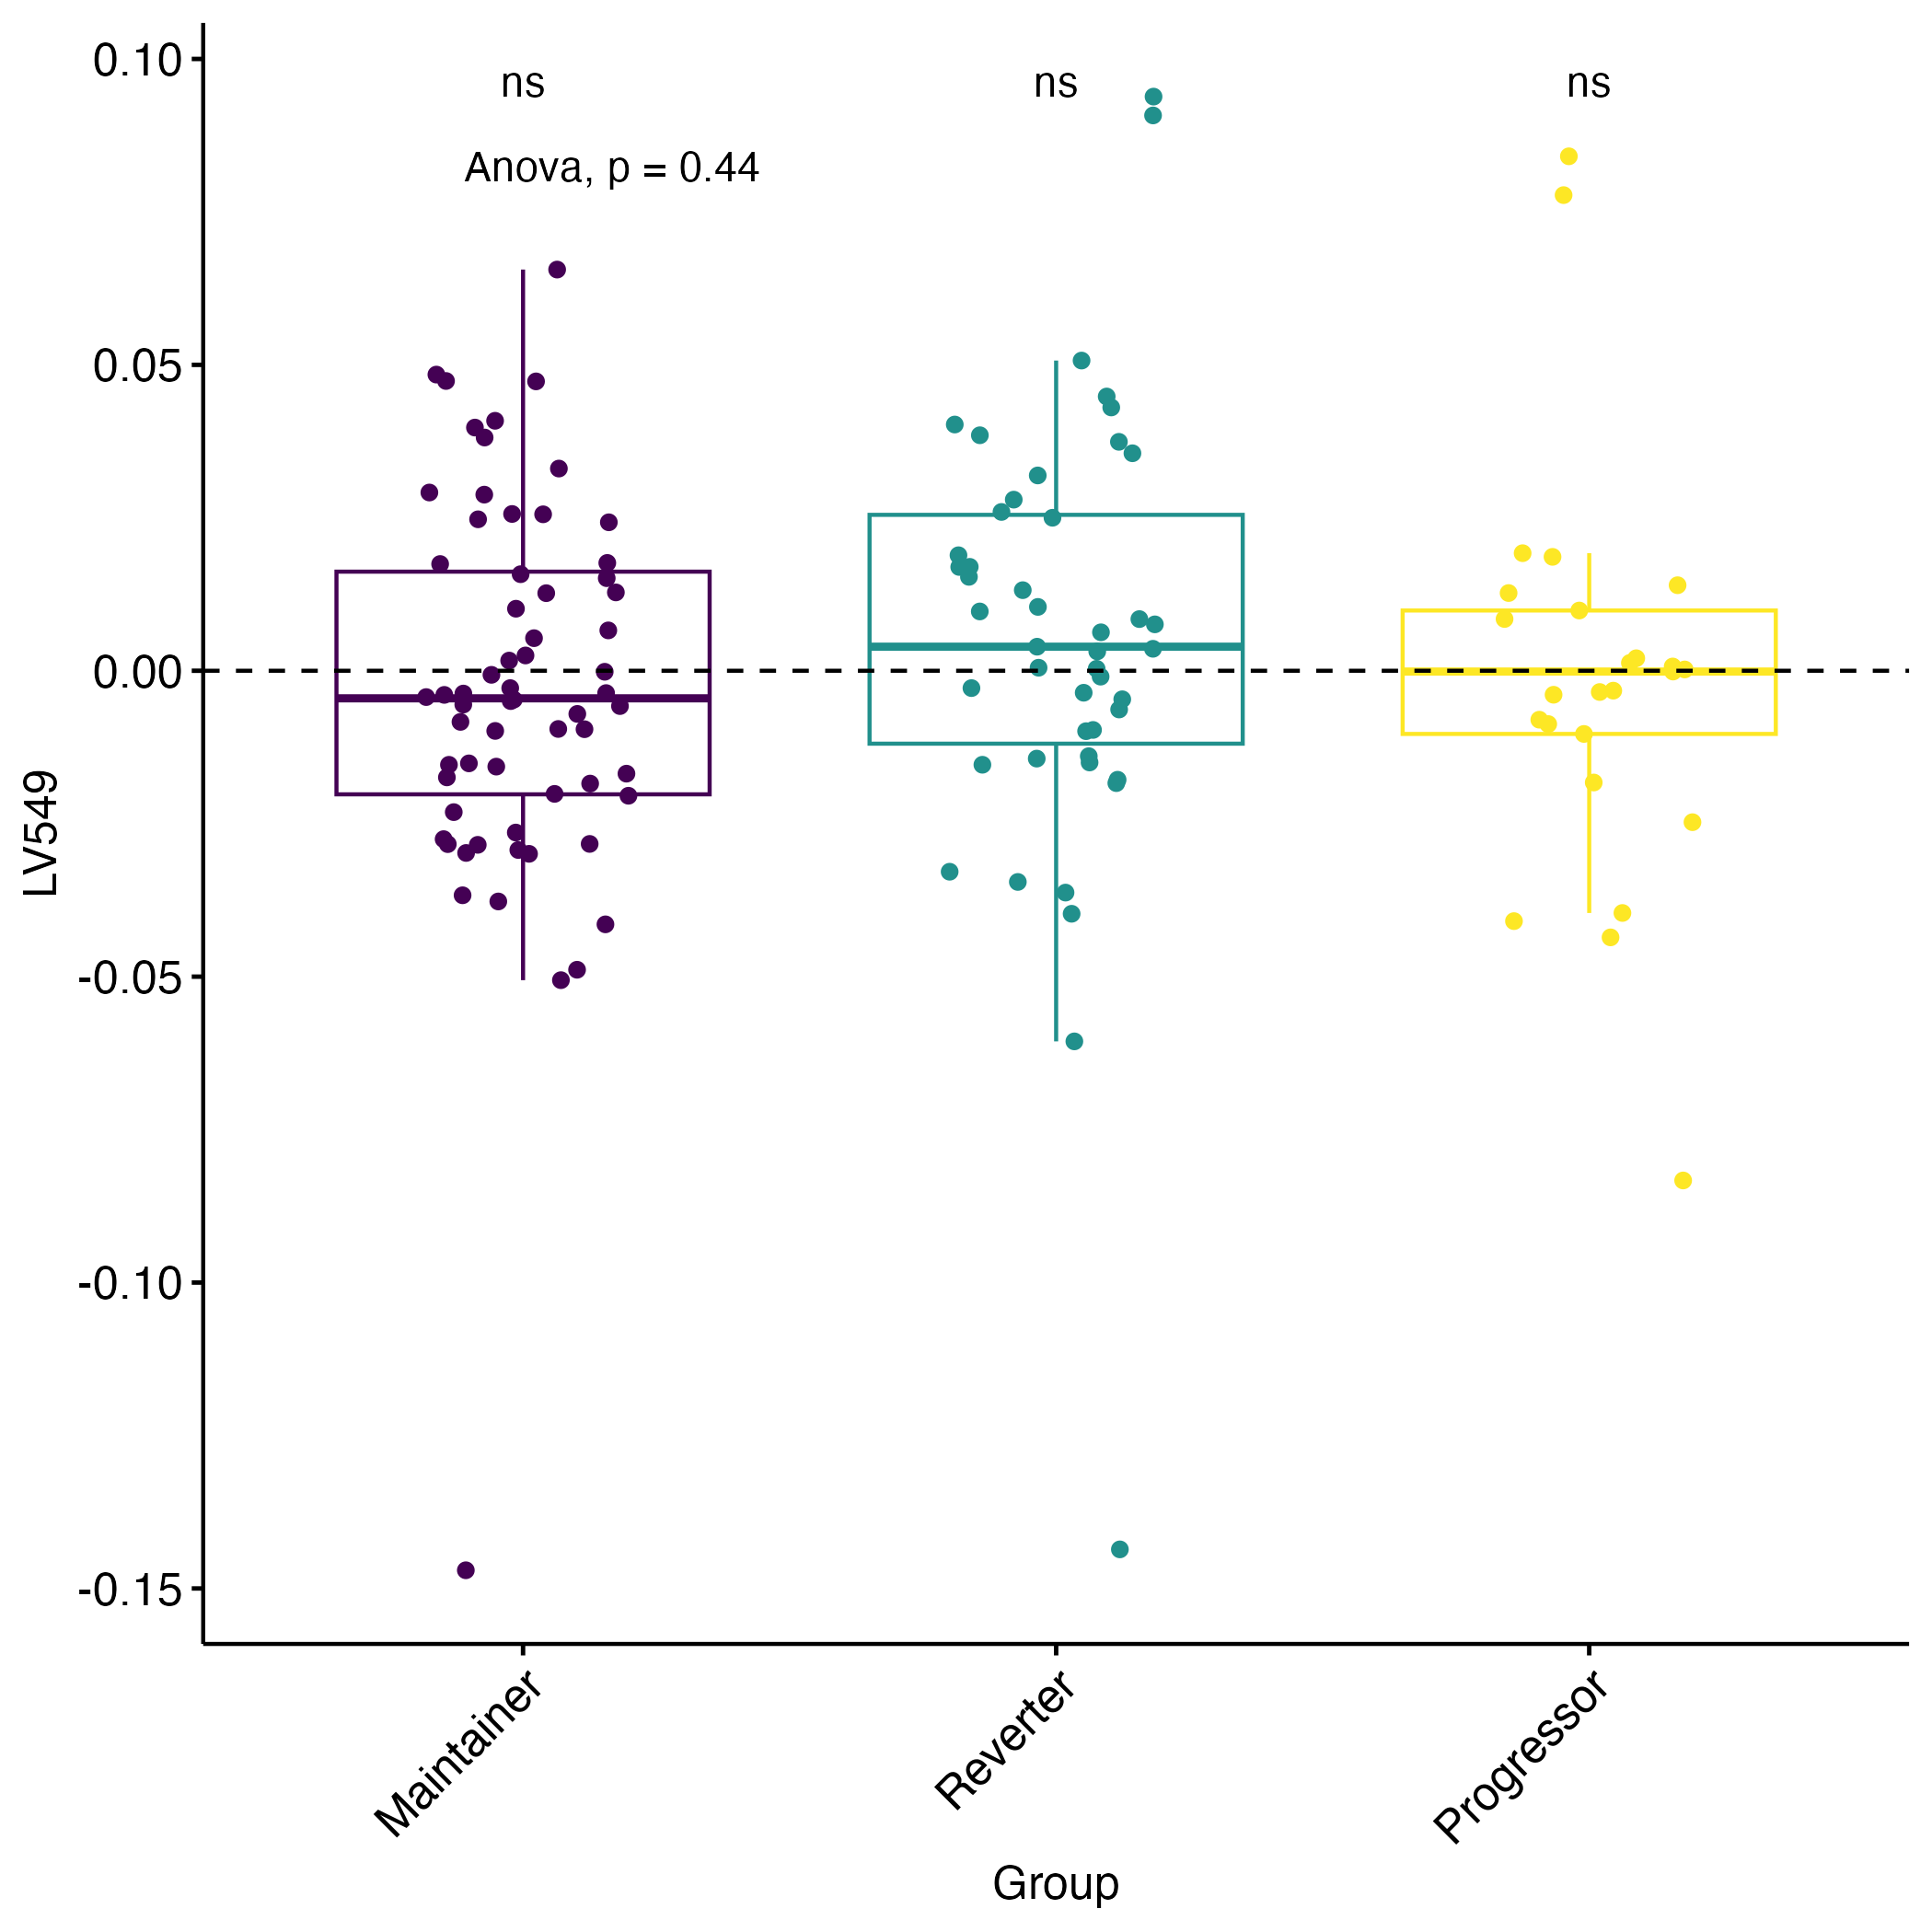 ns ns ns
Anova, p = 0.44
0.10
0.05
0.00
-0.05
-0.10
-0.15
LV549
Maintainer
Reverter
Progressor
Group